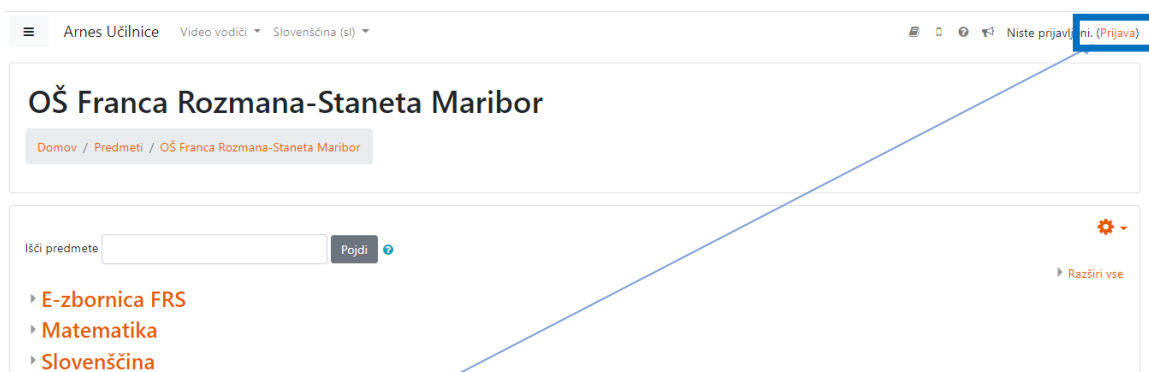 Arnes Učilnice Video vodiči Slovenščina (sl) Niste prijavljeni. (Prijava)
OŠ Franca Rozmana-Staneta Maribor
Domov / Predmeti / OŠ Franca Rozmana-Staneta Maribor
Išči predmete Pojdi
Razširi vse
E-zbornica FRS
Matematika
Slovenščina